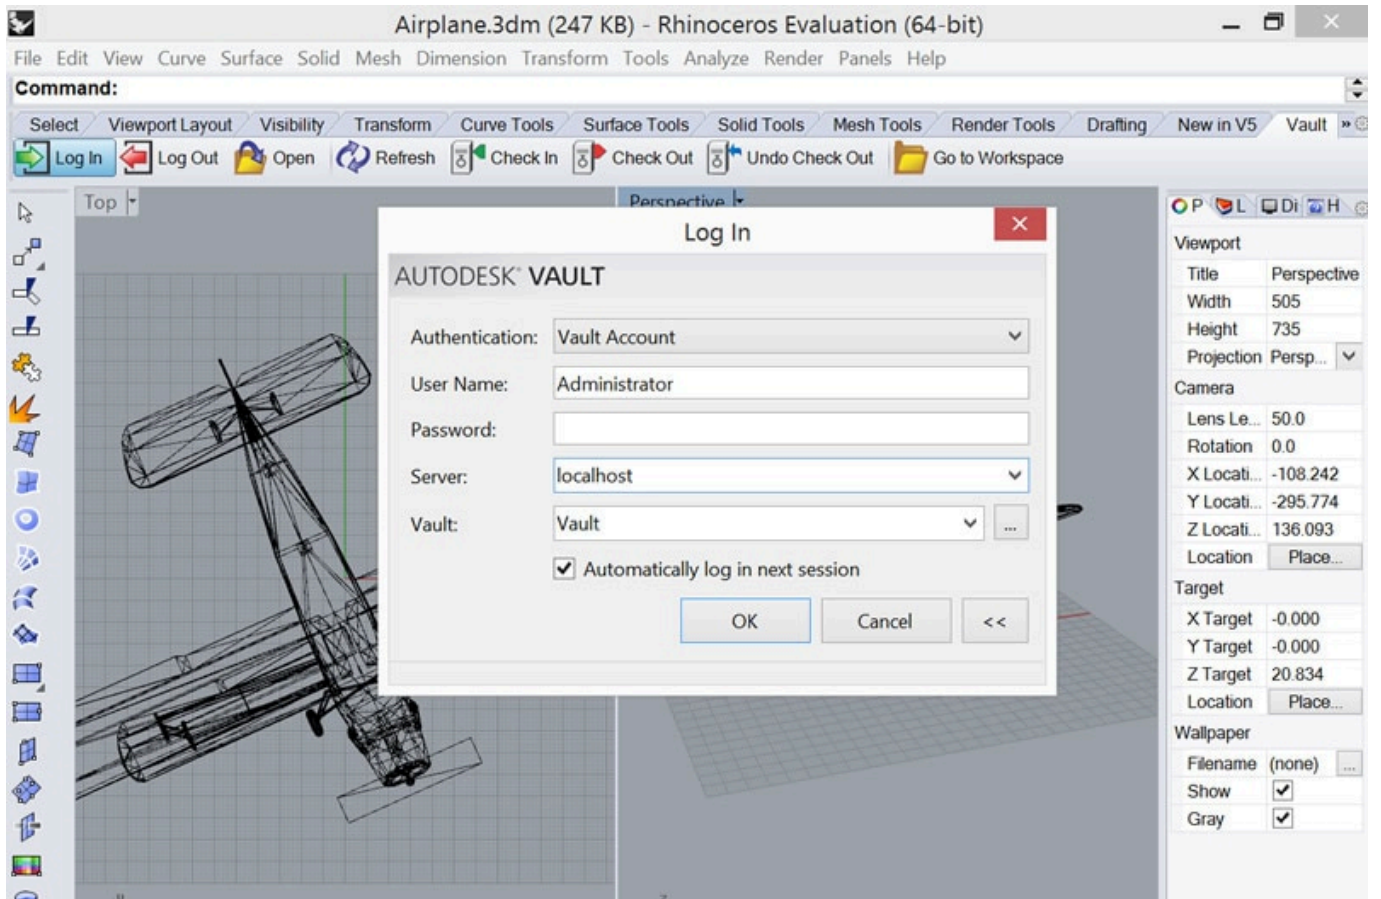 Airplane.3dm (247 KB) - Rhinoceros Evaluation (64-bit)
File Edit View Curve Surface Solid Mesh Dimension Transform Tools Analyze Render Panels Help
Command:
Select Viewport Layout Visibility Transform Curve Tools Surface Tools Solid Tools Mesh Tools Render Tools Drafting New in V5 Vault »
Log In Log Out Open Refresh Check In Check Out Undo Check Out Go to Workspace
Top
Perspective
Log In
AUTODESK® VAULT
Authentication: Vault Account
User Name: Administrator
Password:
Server: localhost
Vault: Vault ...
Automatically log in next session
OK Cancel <<
P L Di H
Viewport
Title Perspective
Width 505
Height 735
Projection Persp...
Camera
Lens Le... 50.0
Rotation 0.0
X Locati... -108.242
Y Locati... -295.774
Z Locati... 136.093
Location Place...
Target
X Target -0.000
Y Target -0.000
Z Target 20.834
Location Place...
Wallpaper
Filename (none) ...
Show
Gray